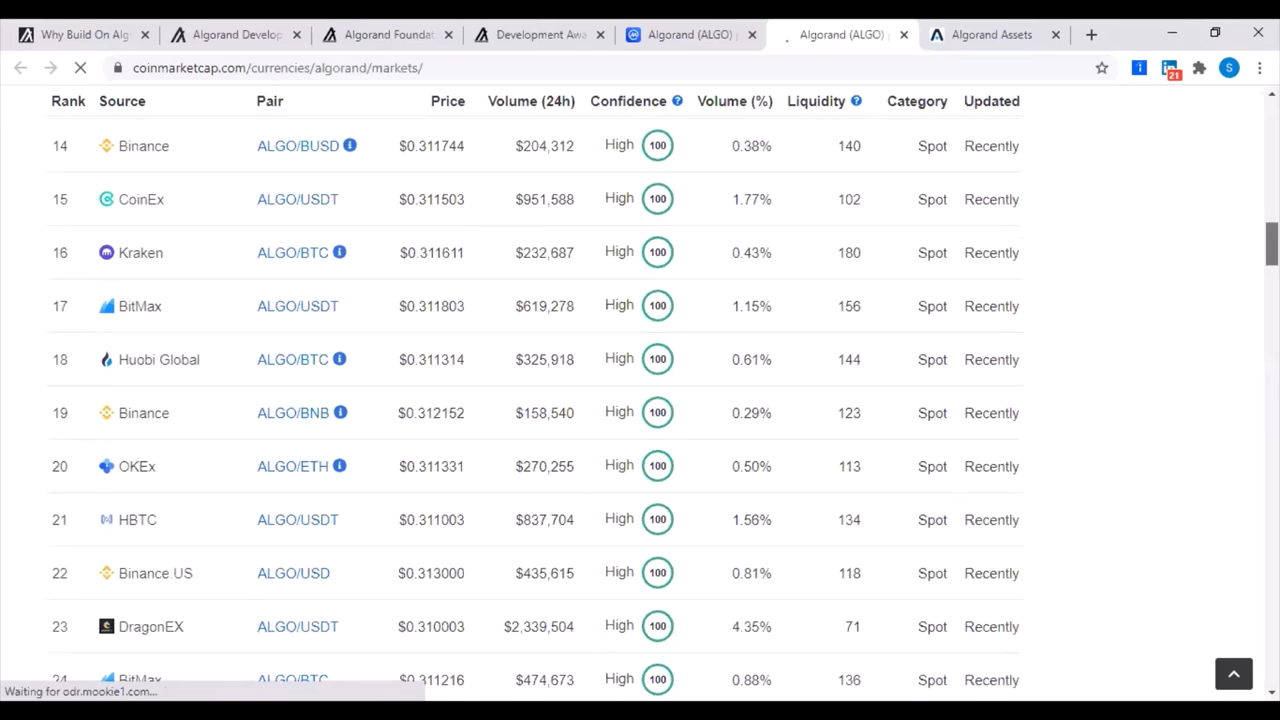 Why Build On Alg
Algorand Develop
Algorand Foundat
Development Awa
Algorand (ALGO)
Algorand (ALGO)
Algorand Assets
coinmarketcap.com/currencies/algorand/markets/
21
S
Rank Source Pair Price Volume (24h) Confidence Volume (%) Liquidity Category Updated
14 Binance ALGO/BUSD $0.311744 $204,312 High 100 0.38% 140 Spot Recently
15 CoinEx ALGO/USDT $0.311503 $951,588 High 100 1.77% 102 Spot Recently
16 Kraken ALGO/BTC $0.311611 $232,687 High 100 0.43% 180 Spot Recently
17 BitMax ALGO/USDT $0.311803 $619,278 High 100 1.15% 156 Spot Recently
18 Huobi Global ALGO/BTC $0.311314 $325,918 High 100 0.61% 144 Spot Recently
19 Binance ALGO/BNB $0.312152 $158,540 High 100 0.29% 123 Spot Recently
20 OKEx ALGO/ETH $0.311331 $270,255 High 100 0.50% 113 Spot Recently
21 HBTC ALGO/USDT $0.311003 $837,704 High 100 1.56% 134 Spot Recently
22 Binance.US ALGO/USD $0.313000 $435,615 High 100 0.81% 118 Spot Recently
23 DragonEX ALGO/USDT $0.310003 $2,339,504 High 100 4.35% 71 Spot Recently
24 BitMax ALGO/BTC $0.311216 $474,673 High 100 0.88% 136 Spot Recently
Waiting for odr.mookie1.com...